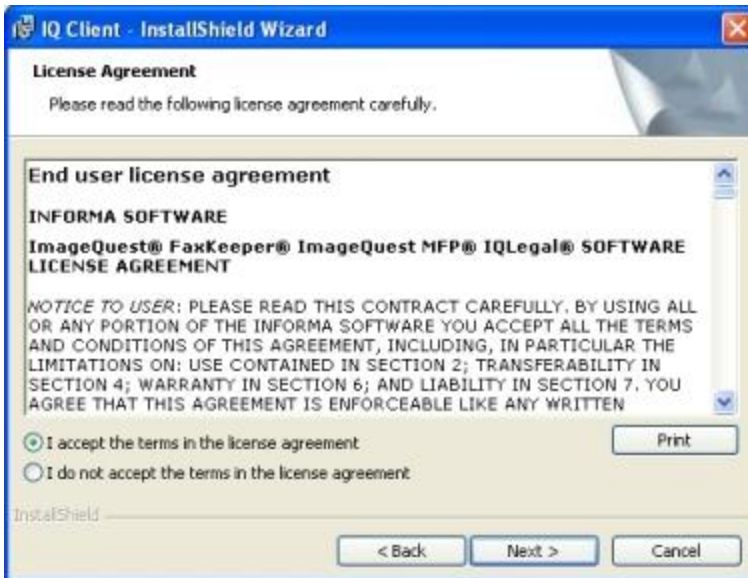 IQ Client - InstallShield Wizard
License Agreement
Please read the following license agreement carefully.
End user license agreement
INFORMA SOFTWARE
ImageQuest® FaxKeeper® ImageQuest MFP® IQLegal® SOFTWARE
LICENSE AGREEMENT
NOTICE TO USER: PLEASE READ THIS CONTRACT CAREFULLY. BY USING ALL
OR ANY PORTION OF THE INFORMA SOFTWARE YOU ACCEPT ALL THE TERMS
AND CONDITIONS OF THIS AGREEMENT, INCLUDING, IN PARTICULAR THE
LIMITATIONS ON: USE CONTAINED IN SECTION 2; TRANSFERABILITY IN
SECTION 4; WARRANTY IN SECTION 6; AND LIABILITY IN SECTION 7. YOU
AGREE THAT THIS AGREEMENT IS ENFORCEABLE LIKE ANY WRITTEN
I accept the terms in the license agreement
Print
I do not accept the terms in the license agreement
InstallShield
< Back
Next >
Cancel